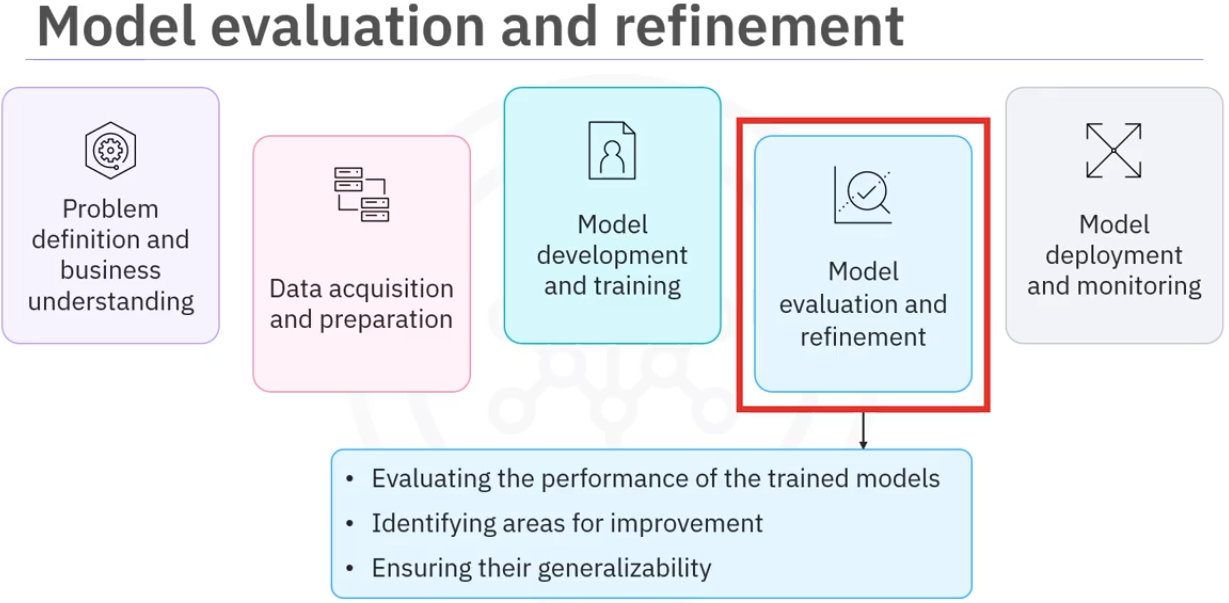 Model evaluation and refinement
Problem
definition and
business
understanding
Data acquisition
and preparation
Model
development
and training
Model
evaluation and
refinement
Model
deployment
and monitoring
• Evaluating the performance of the trained models
• Identifying areas for improvement
• Ensuring their generalizability